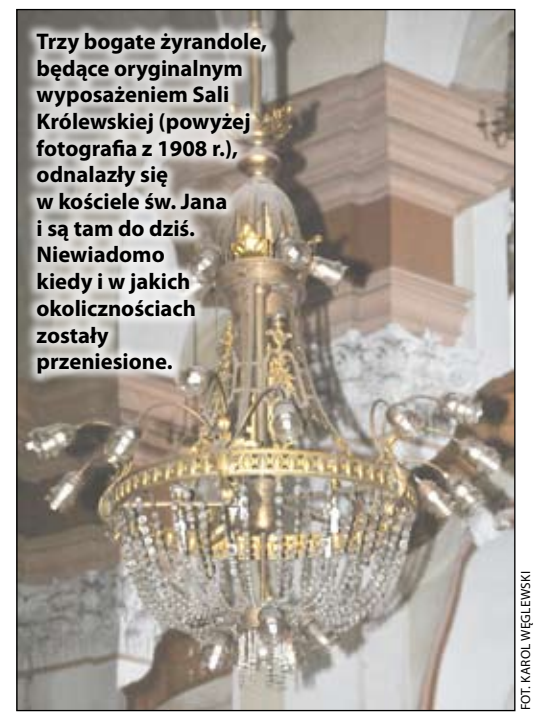 Trzy bogate żyrandole,
będące oryginalnym
wyposażeniem Sali
Królewskiej (powyżej
fotografia z 1908 r.),
odnalazły się
w kościele św. Jana
i są tam do dziś.
Niewiadomo
kiedy i w jakich
okolicznościach
zostały
przeniesione.
FOT. KAROL WĘGLEWSKI